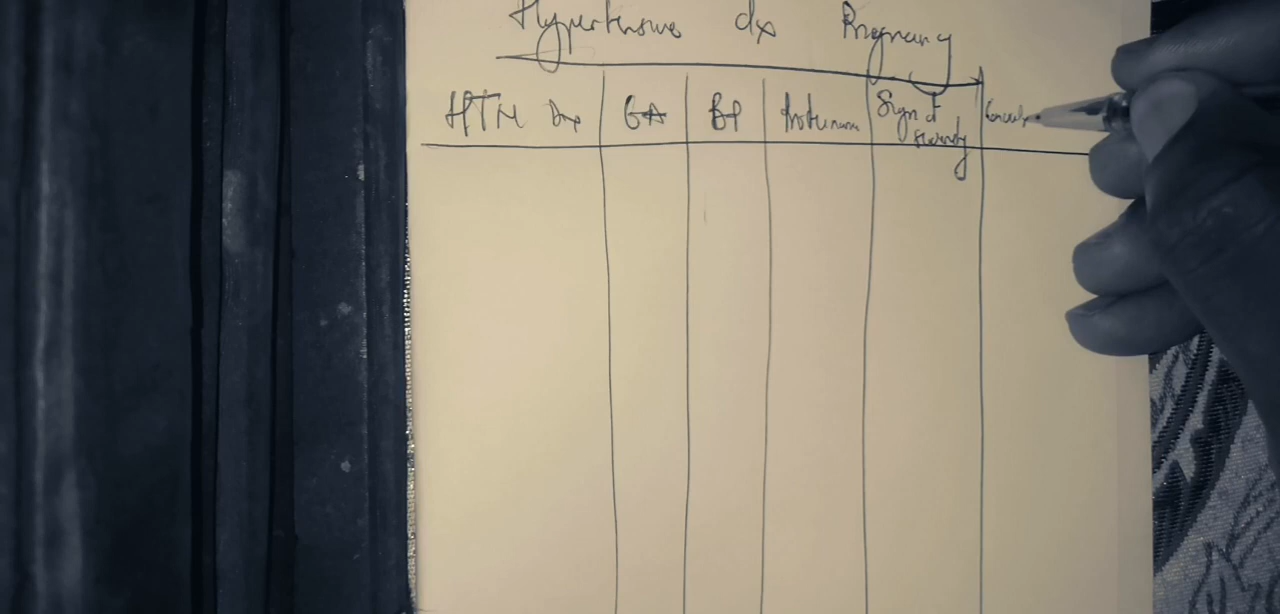 Hypertensive dx Pregnancy
HTN Dx GA BP Proteinuria Sign of
severity